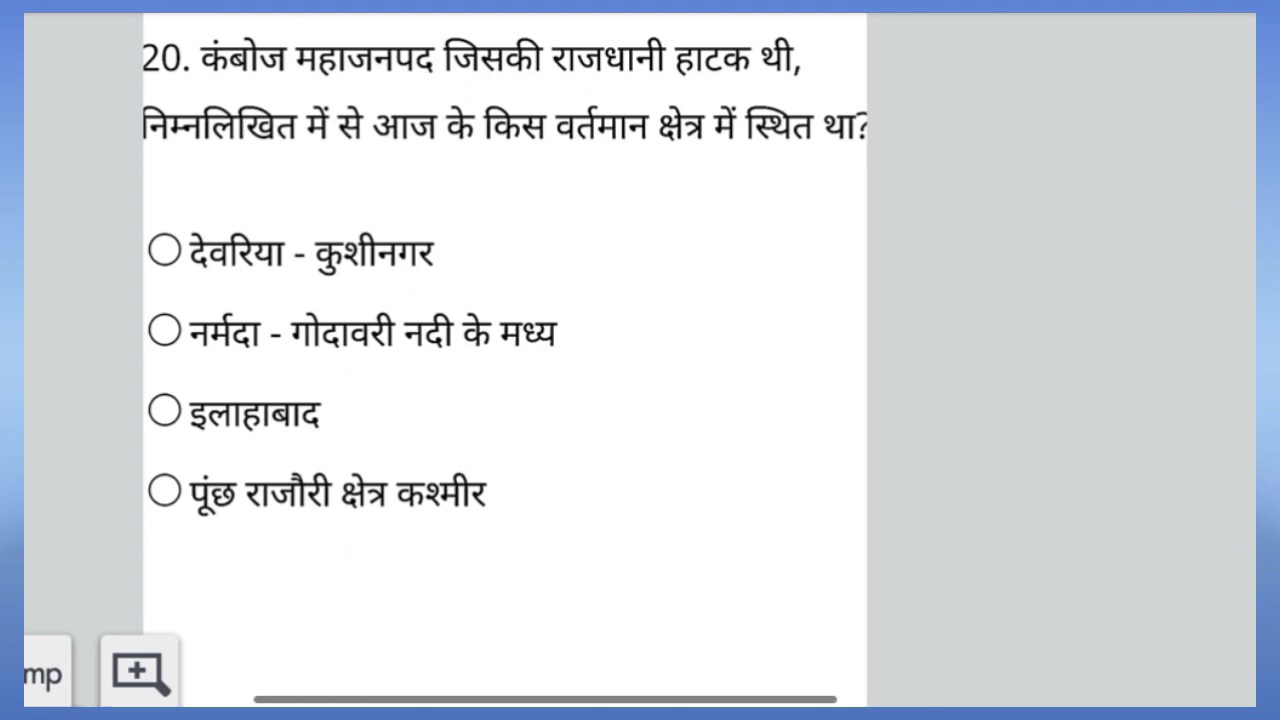 20. कंबोज महाजनपद जिसकी राजधानी हाटक थी,
निम्नलिखित में से आज के किस वर्तमान क्षेत्र में स्थित था?
देवरिया - कुशीनगर
नर्मदा - गोदावरी नदी के मध्य
इलाहाबाद
पूंछ राजौरी क्षेत्र कश्मीर
mp